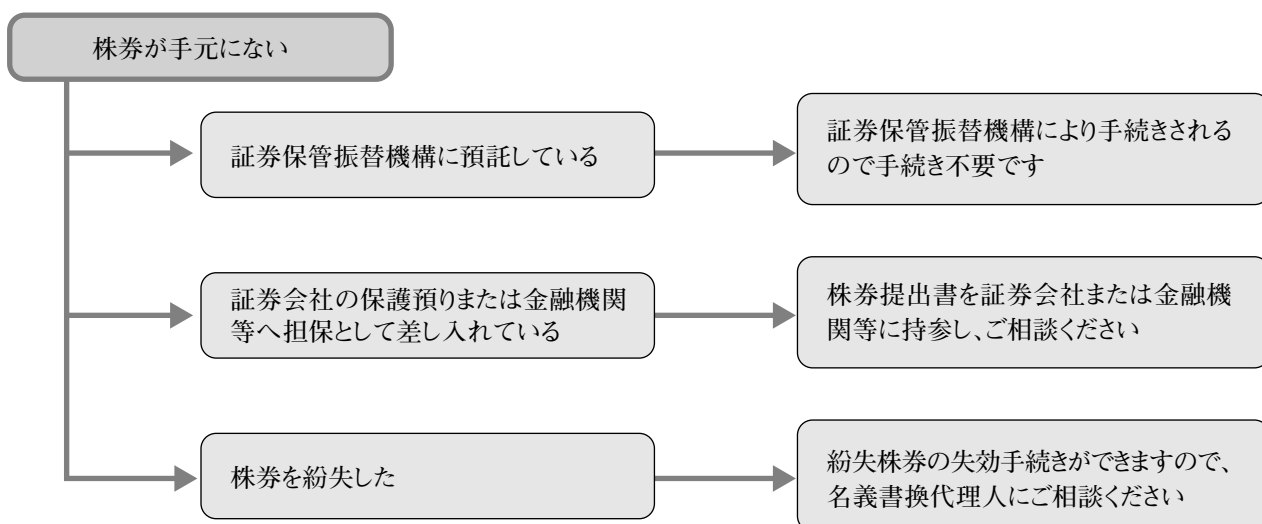 株券が手元にない
証券保管振替機構に預託している
証券保管振替機構により手続きされる
ので手続き不要です
証券会社の保護預りまたは金融機関
等へ担保として差し入れている
株券提出書を証券会社または金融機
関等に持参し、ご相談ください
株券を紛失した
紛失株券の失効手続きができますので、
名義書換代理人にご相談ください